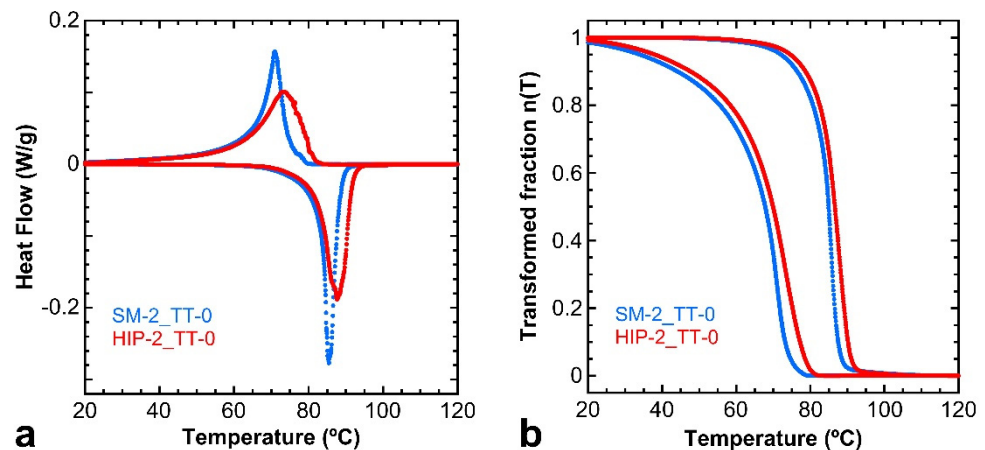 0.2
0
-0.2
Heat Flow (W/g)
SM-2_TT-0
HIP-2_TT-0
20 40 60 80 100 120
Temperature (ºC)
a
1
0.8
0.6
0.4
0.2
0
Transformed fraction n(T)
SM-2_TT-0
HIP-2_TT-0
20 40 60 80 100 120
Temperature (ºC)
b